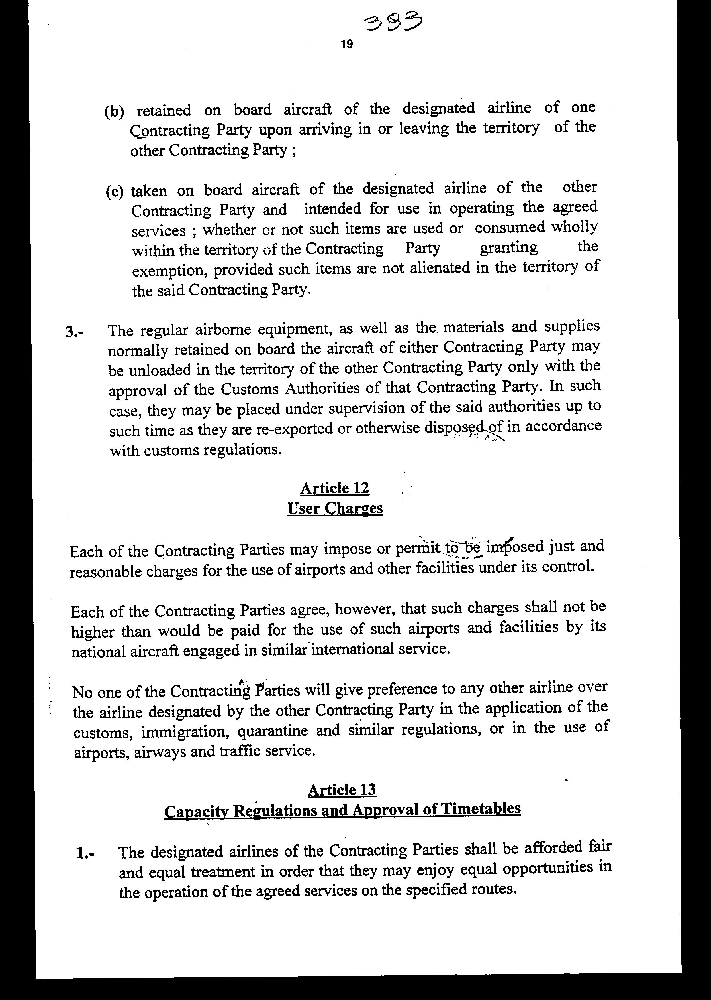 393
19
(b) retained on board aircraft of the designated airline of one
Contracting Party upon arriving in or leaving the territory of the
other Contracting Party ;
(c) taken on board aircraft of the designated airline of the other
Contracting Party and intended for use in operating the agreed
services ; whether or not such items are used or consumed wholly
within the territory of the Contracting Party granting the
exemption, provided such items are not alienated in the territory of
the said Contracting Party.
3.- The regular airborne equipment, as well as the materials and supplies
normally retained on board the aircraft of either Contracting Party may
be unloaded in the territory of the other Contracting Party only with the
approval of the Customs Authorities of that Contracting Party. In such
case, they may be placed under supervision of the said authorities up to
such time as they are re-exported or otherwise disposed of in accordance
with customs regulations.
Article 12
User Charges
Each of the Contracting Parties may impose or permit to be imposed just and
reasonable charges for the use of airports and other facilities under its control.
Each of the Contracting Parties agree, however, that such charges shall not be
higher than would be paid for the use of such airports and facilities by its
national aircraft engaged in similar international service.
No one of the Contracting Parties will give preference to any other airline over
the airline designated by the other Contracting Party in the application of the
customs, immigration, quarantine and similar regulations, or in the use of
airports, airways and traffic service.
Article 13
Capacity Regulations and Approval of Timetables
1.- The designated airlines of the Contracting Parties shall be afforded fair
and equal treatment in order that they may enjoy equal opportunities in
the operation of the agreed services on the specified routes.